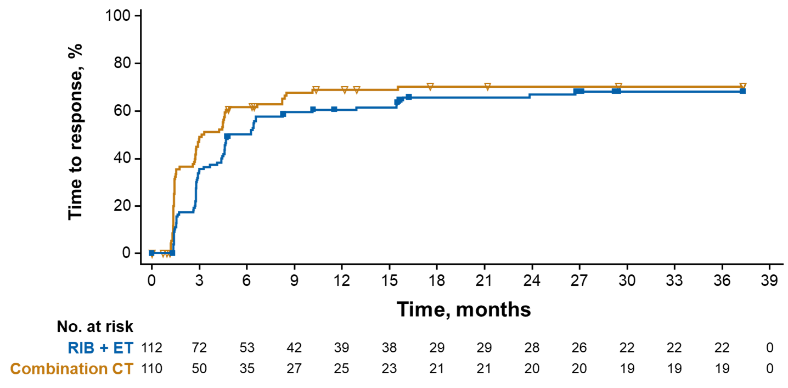 Time to response, %
100
80
60
40
20
0
0 3 6 9 12 15 18 21 24 27 30 33 36 39
Time, months
No. at risk
RIB + ET 112 72 53 42 39 38 29 29 28 26 22 22 22 0
Combination CT 110 50 35 27 25 23 21 21 20 20 19 19 19 0